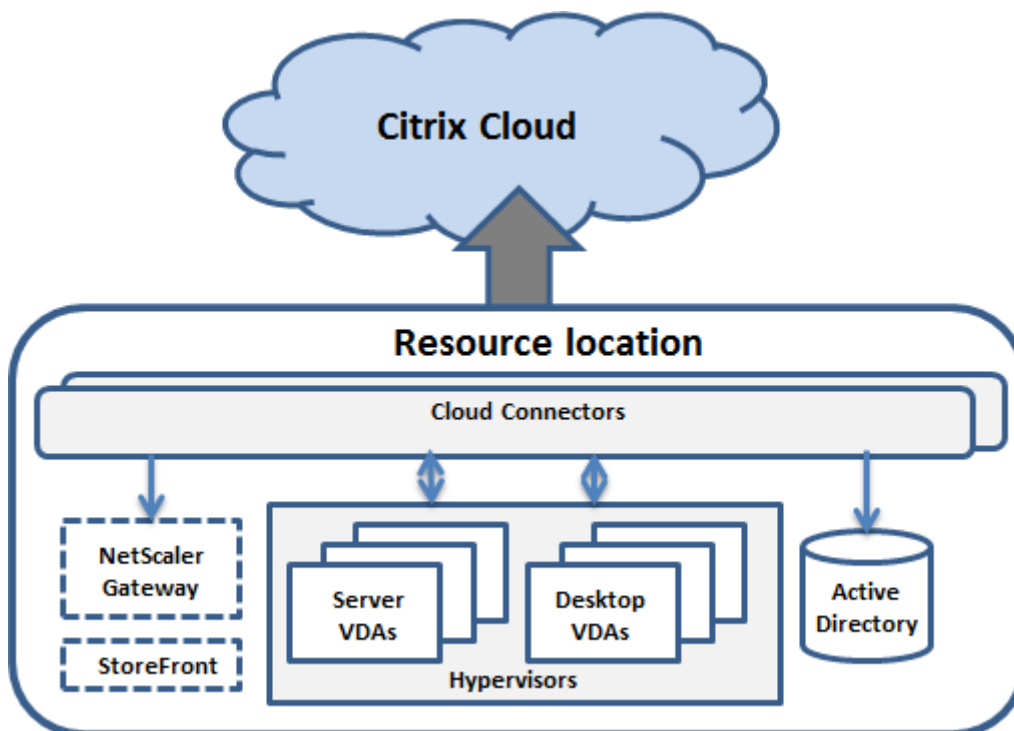 Citrix Cloud
Resource location
Cloud Connectors
NetScaler
Gateway
StoreFront
Server
VDAs
Desktop
VDAs
Hypervisors
Active
Directory